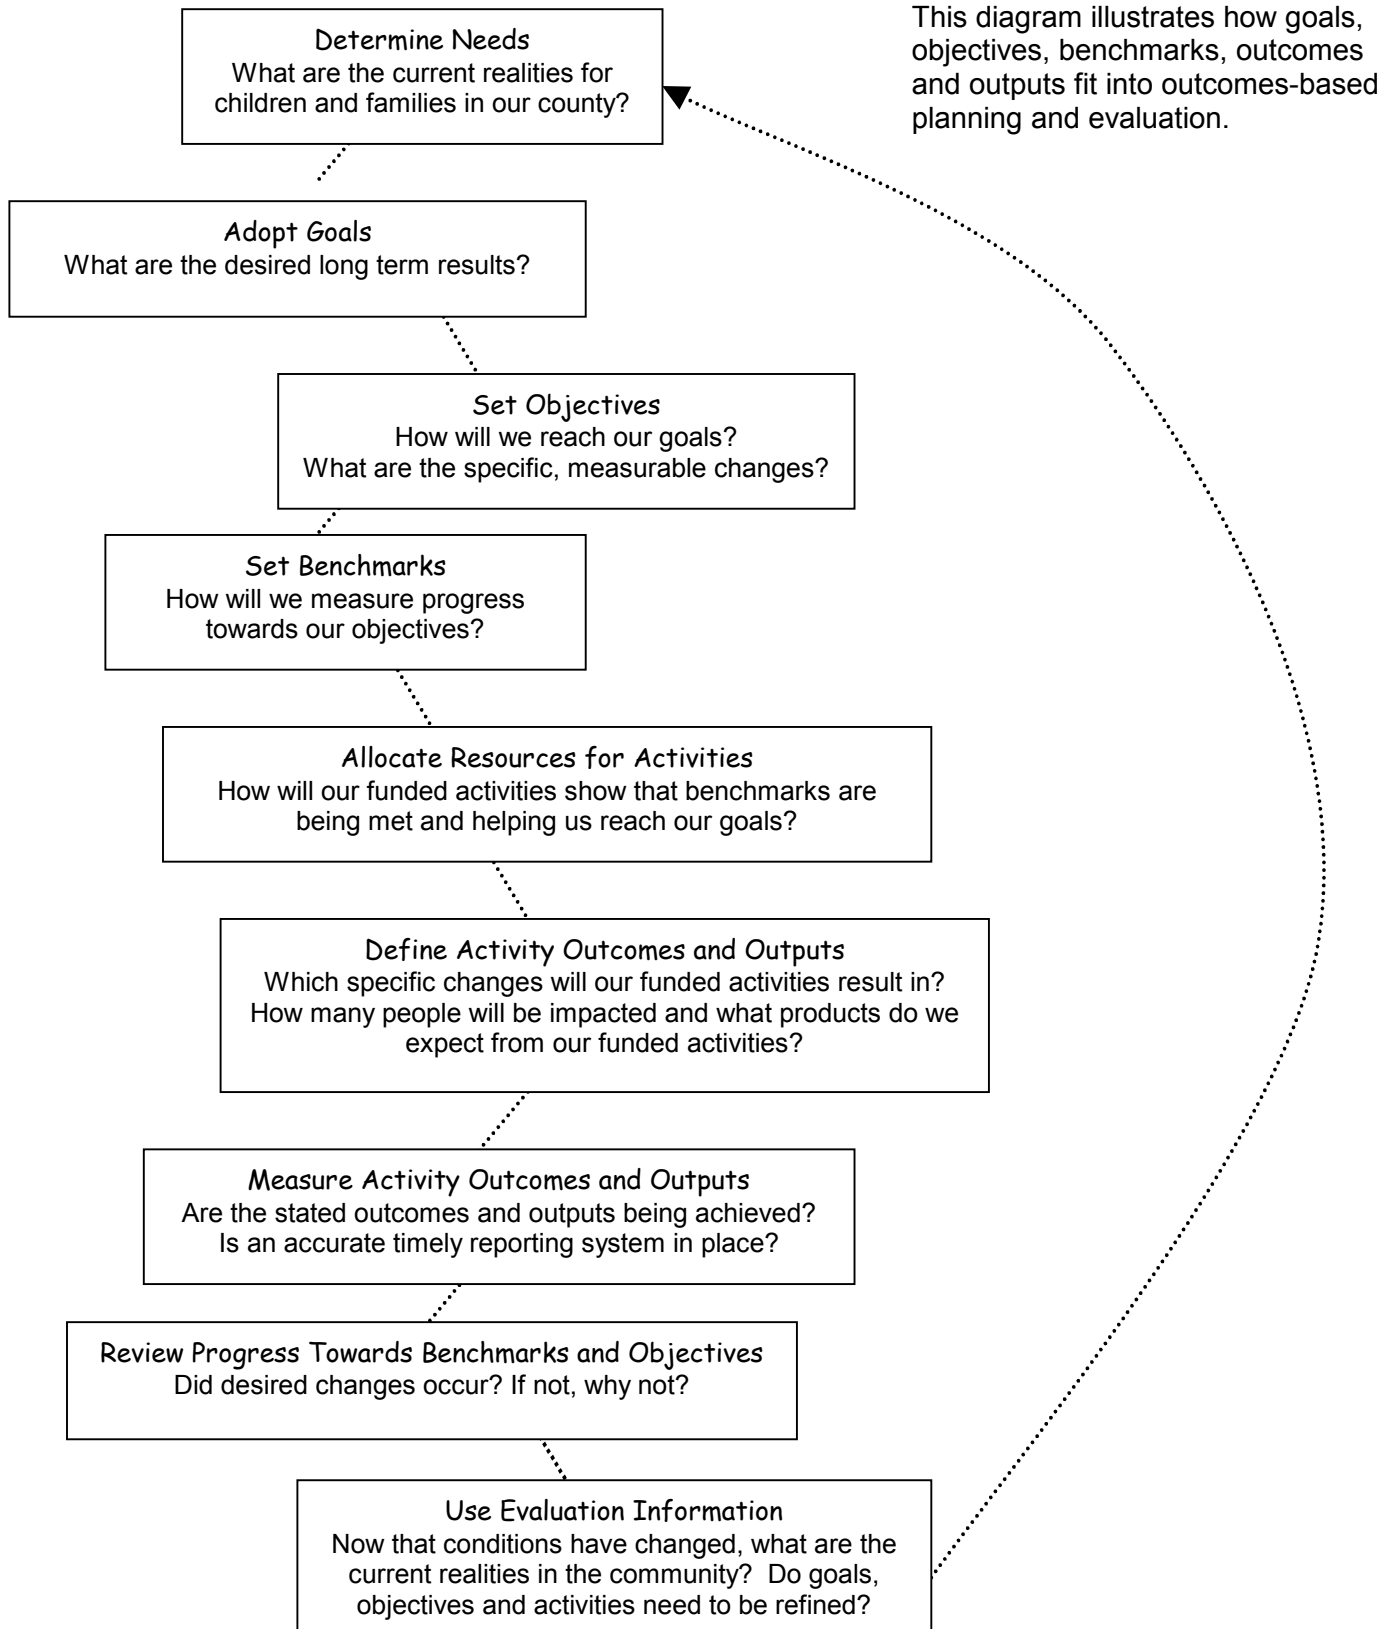 This diagram illustrates how goals,
objectives, benchmarks, outcomes
and outputs fit into outcomes-based
planning and evaluation.
Determine Needs
What are the current realities for
children and families in our county?
Adopt Goals
What are the desired long term results?
Set Objectives
How will we reach our goals?
What are the specific, measurable changes?
Set Benchmarks
How will we measure progress
towards our objectives?
Allocate Resources for Activities
How will our funded activities show that benchmarks are
being met and helping us reach our goals?
Define Activity Outcomes and Outputs
Which specific changes will our funded activities result in?
How many people will be impacted and what products do we
expect from our funded activities?
Measure Activity Outcomes and Outputs
Are the stated outcomes and outputs being achieved?
Is an accurate timely reporting system in place?
Review Progress Towards Benchmarks and Objectives
Did desired changes occur? If not, why not?
Use Evaluation Information
Now that conditions have changed, what are the
current realities in the community?  Do goals,
objectives and activities need to be refined?